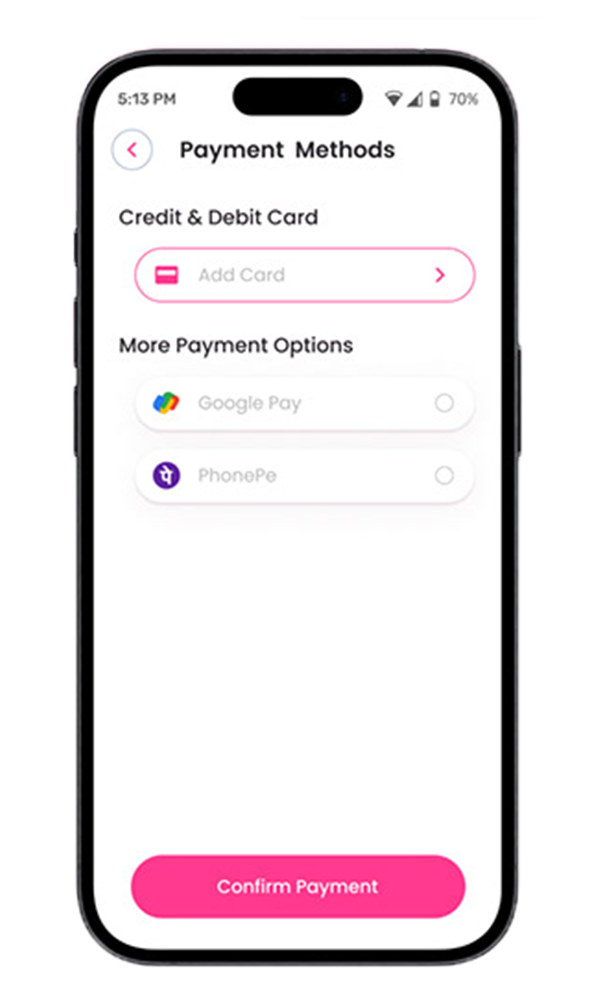 5:13 PM 70%
Payment Methods
Credit & Debit Card
Add Card
More Payment Options
Google Pay
पे PhonePe
Confirm Payment